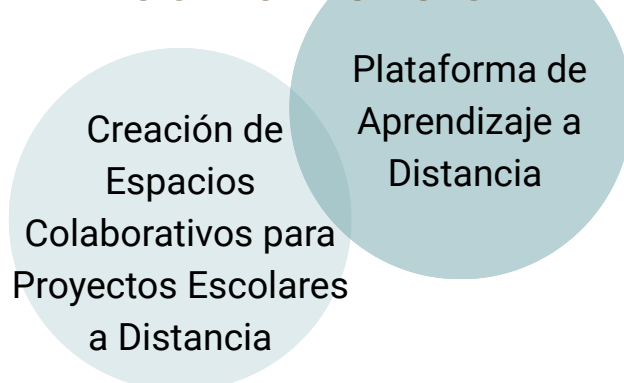 Plataforma de
Aprendizaje a
Distancia
Creación de
Espacios
Colaborativos para
Proyectos Escolares
a Distancia